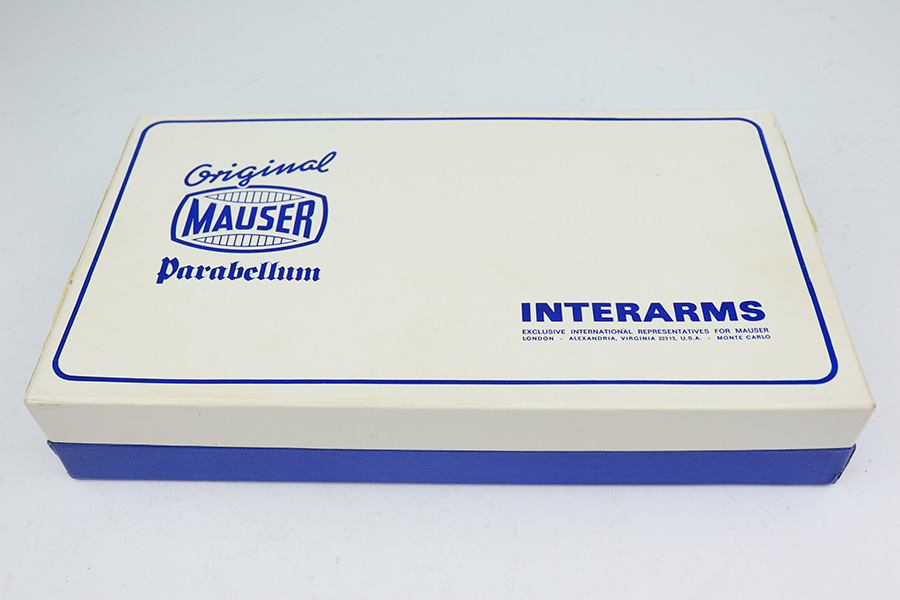 Original
MAUSER
Parabellum
INTERARMS
EXCLUSIVE INTERNATIONAL REPRESENTATIVES FOR MAUSER
LONDON - ALEXANDRIA, VIRGINIA 22313, U.S.A. - MONTE CARLO